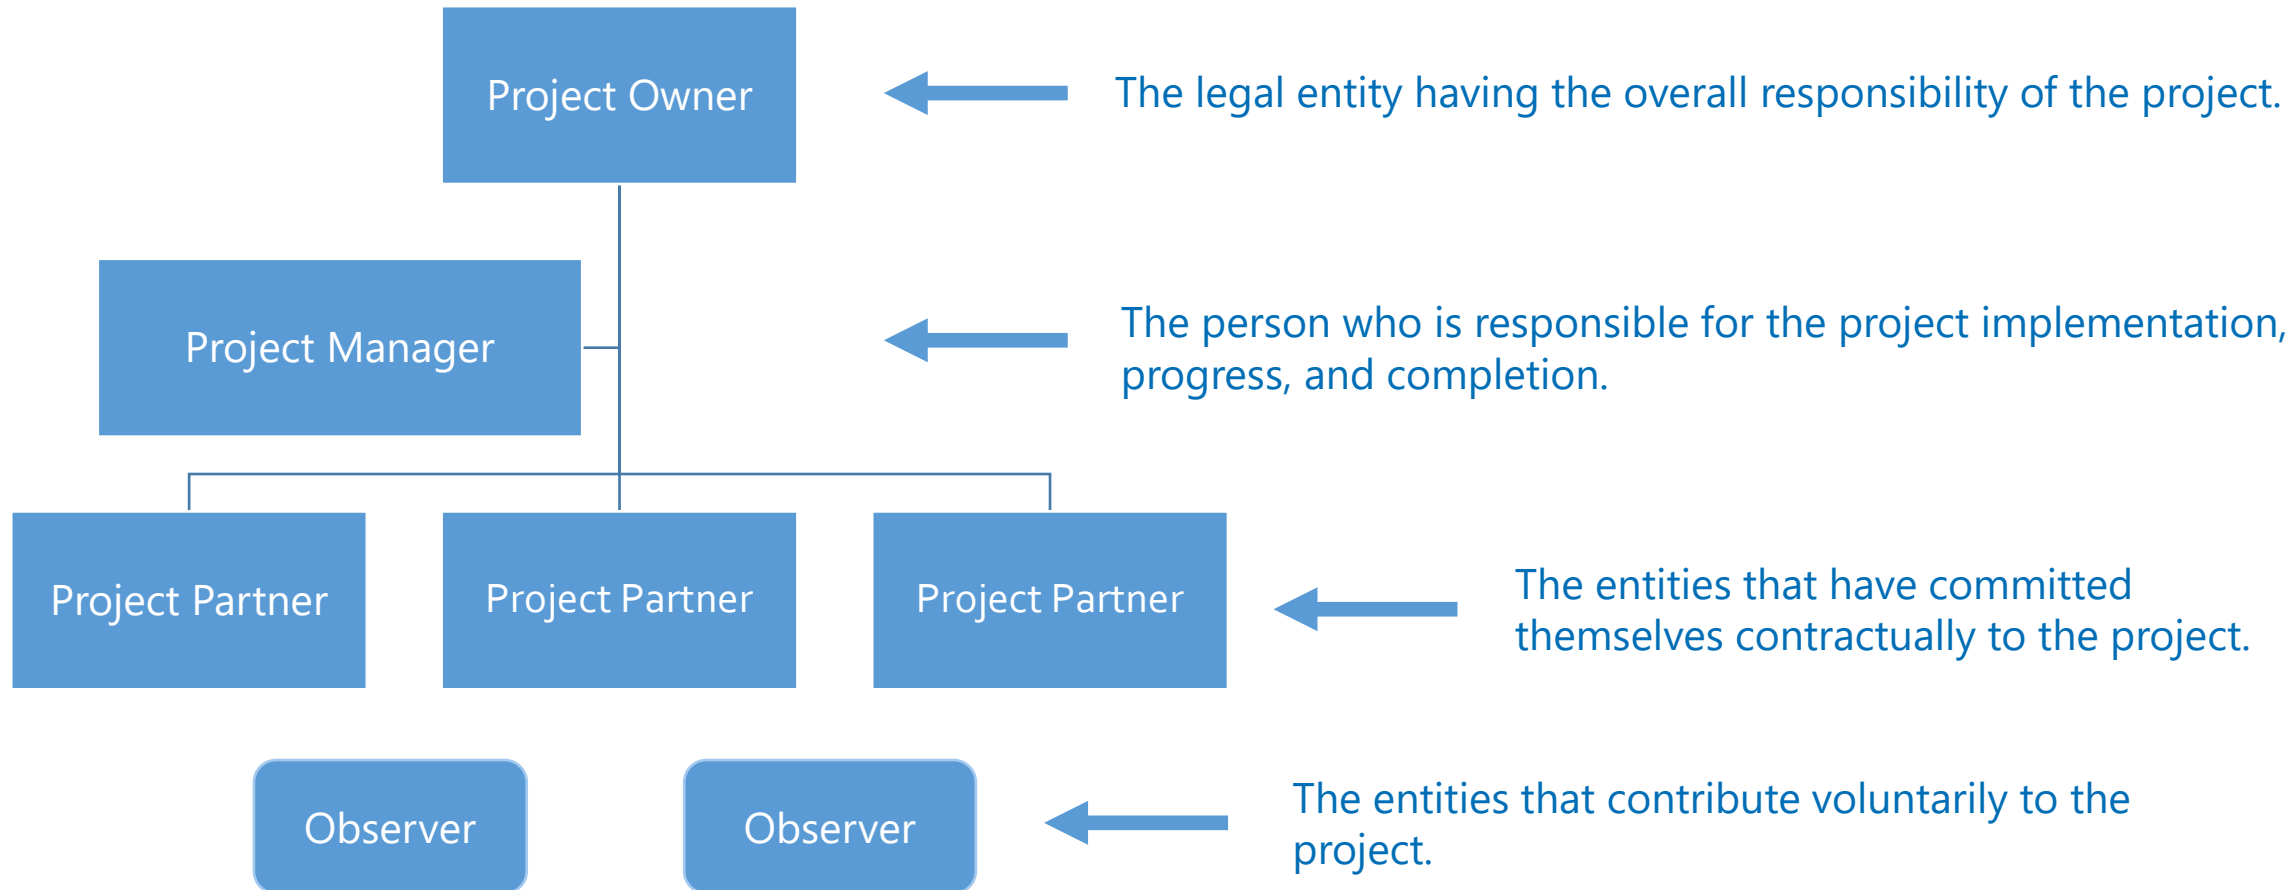 Project Owner
The legal entity having the overall responsibility of the project.
Project Manager
The person who is responsible for the project implementation,
progress, and completion.
Project Partner
Project Partner
Project Partner
The entities that have committed
themselves contractually to the project.
Observer
Observer
The entities that contribute voluntarily to the
project.